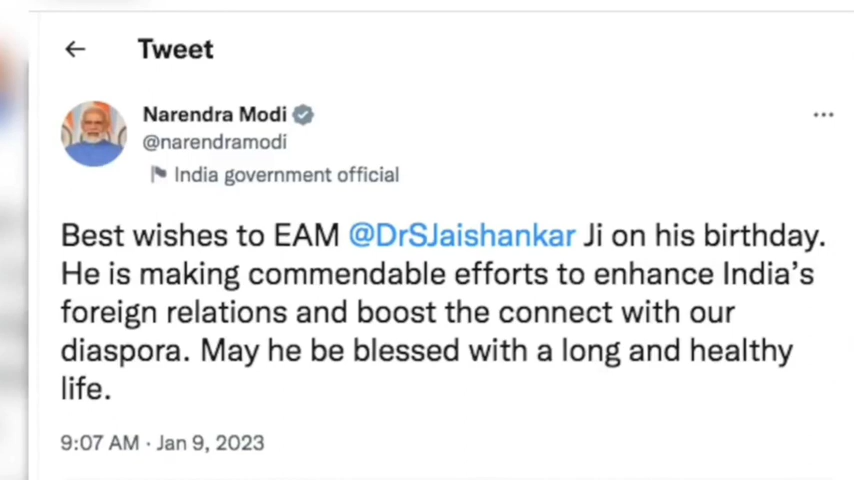 Tweet
Narendra Modi
@narendramodi
India government official
Best wishes to EAM @DrSJaishankar Ji on his birthday.
He is making commendable efforts to enhance India’s
foreign relations and boost the connect with our
diaspora. May he be blessed with a long and healthy
life.
9:07 AM · Jan 9, 2023